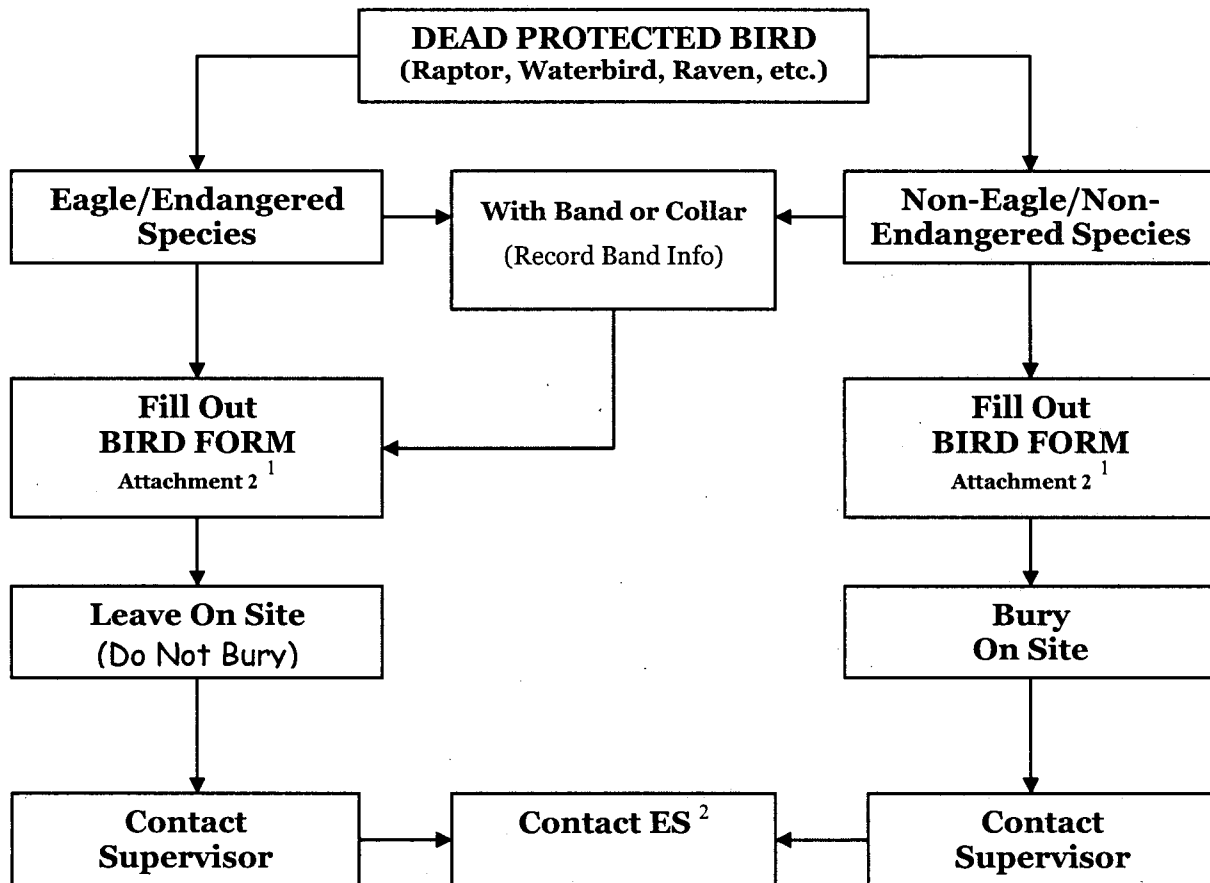 DEAD PROTECTED BIRD
(Raptor, Waterbird, Raven, etc.)
Eagle/Endangered
Species
With Band or Collar
(Record Band Info)
Non-Eagle/Non-
Endangered Species
Fill Out
BIRD FORM
Attachment 2 1
Fill Out
BIRD FORM
Attachment 2 1
Leave On Site
(Do Not Bury)
Bury
On Site
Contact
Supervisor
Contact ES 2
Contact
Supervisor